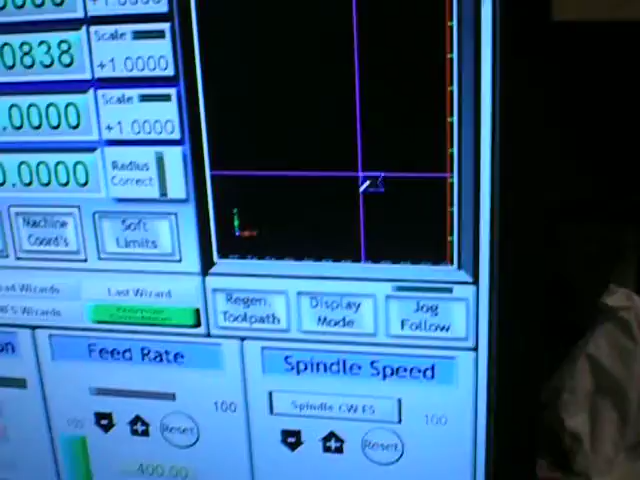 Scale
0838
+1.0000
Scale
.0000
+1.0000
0.0000
Radius
Correct
Machine
Coord's
Soft
Limits
Last Wizard
Regen.
Toolpath
Display
Mode
Jog
Follow
Feed Rate
Spindle Speed
100
Spindle CW F5
100
Reset
Reset
400.00